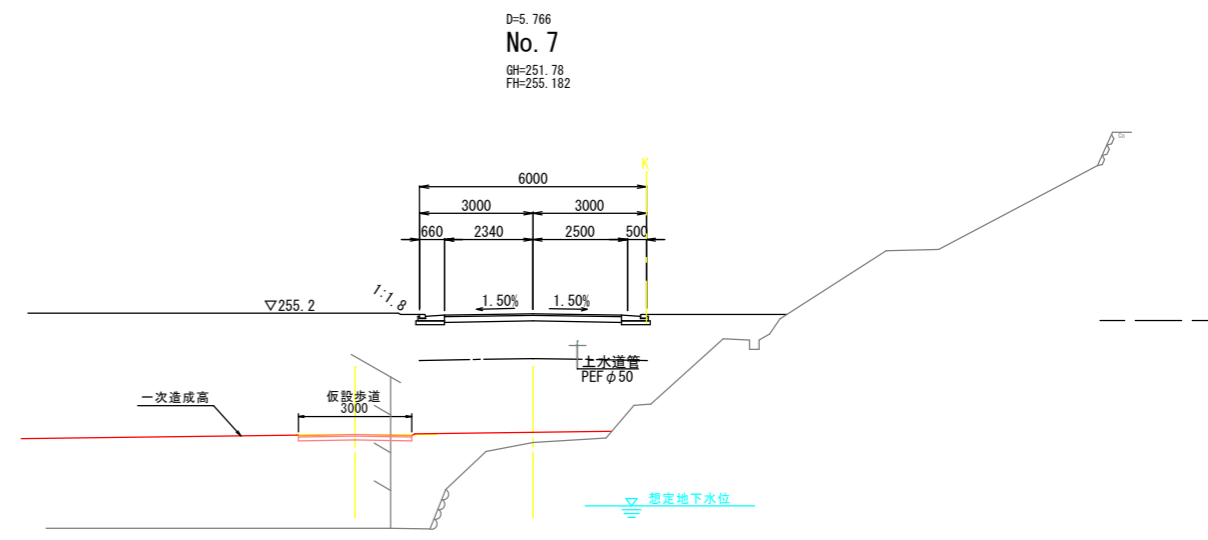 D=5.766
No.7
GH=251.78
FH=255.182
K
6000
3000 3000
660 2340 2500 500
1:1.8
1.50% 1.50%
▽255.2
上水道管
PEFφ50
一次造成高
仮設歩道
3000
想定地下水位